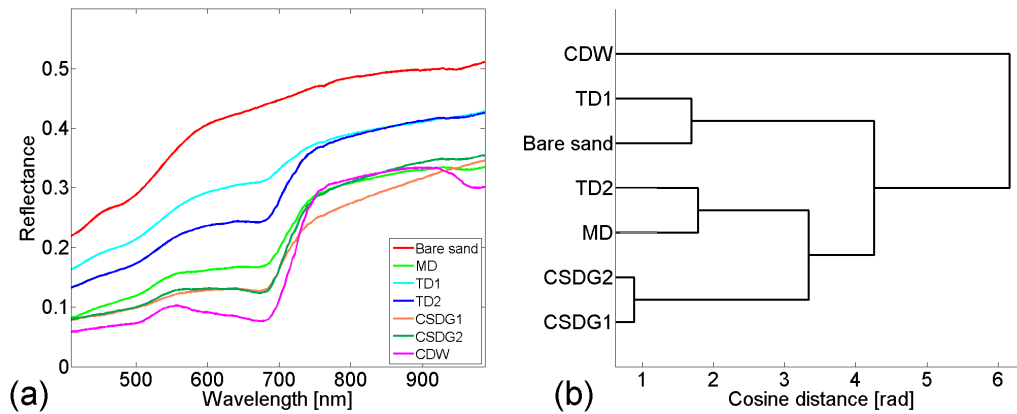 0.5
0.4
0.3
0.2
0.1
0
Reflectance
500 600 700 800 900
Wavelength [nm]
Bare sand
MD
TD1
TD2
CSDG1
CSDG2
CDW
(a)
CDW
TD1
Bare sand
TD2
MD
CSDG2
CSDG1
1 2 3 4 5 6
Cosine distance [rad]
(b)